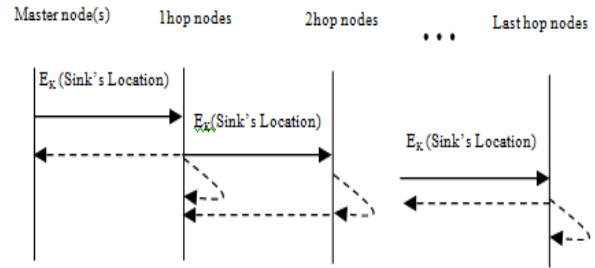 Master node(s)
1hop nodes
2hop nodes
...
Last hop nodes
E_K (Sink's Location)
E_K(Sink's Location)
E_K (Sink's Location)